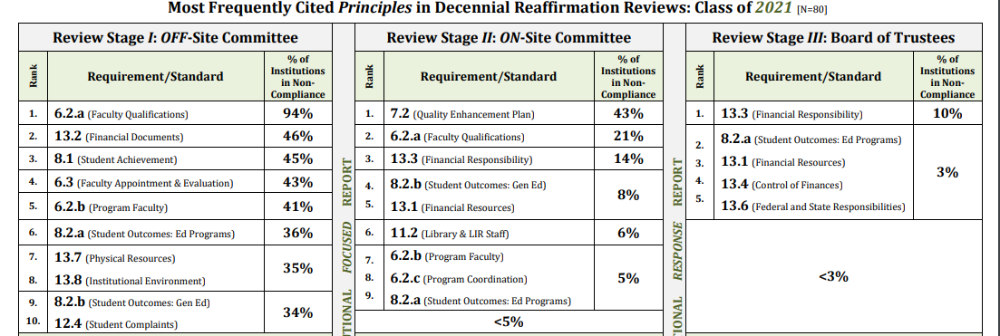 Most Frequently Cited Principles in Decennial Reaffirmation Reviews: Class of 2021 [N=80]
Review Stage I: OFF-Site Committee
Rank Requirement/Standard % of Institutions in Non-Compliance
1. 6.2.a (Faculty Qualifications) 94%
2. 13.2 (Financial Documents) 46%
3. 8.1 (Student Achievement) 45%
4. 6.3 (Faculty Appointment & Evaluation) 43%
5. 6.2.b (Program Faculty) 41%
6. 8.2.a (Student Outcomes: Ed Programs) 36%
7. 13.7 (Physical Resources)
35%
8. 13.8 (Institutional Environment)
9. 8.2.b (Student Outcomes: Gen Ed)
34%
10. 12.4 (Student Complaints)
TIONAL FOCUSED REPORT
Review Stage II: ON-Site Committee
Rank Requirement/Standard % of Institutions in Non-Compliance
1. 7.2 (Quality Enhancement Plan) 43%
2. 6.2.a (Faculty Qualifications) 21%
3. 13.3 (Financial Responsibility) 14%
4. 8.2.b (Student Outcomes: Gen Ed)
8%
5. 13.1 (Financial Resources)
6. 11.2 (Library & LIR Staff) 6%
7. 6.2.b (Program Faculty)
8. 6.2.c (Program Coordination) 5%
9. 8.2.a (Student Outcomes: Ed Programs)
<5%
IONAL RESPONSE REPORT
Review Stage III: Board of Trustees
Rank Requirement/Standard % of Institutions in Non-Compliance
1. 13.3 (Financial Responsibility) 10%
2. 8.2.a (Student Outcomes: Ed Programs)
3. 13.1 (Financial Resources)
3%
4. 13.4 (Control of Finances)
5. 13.6 (Federal and State Responsibilities)
<3%